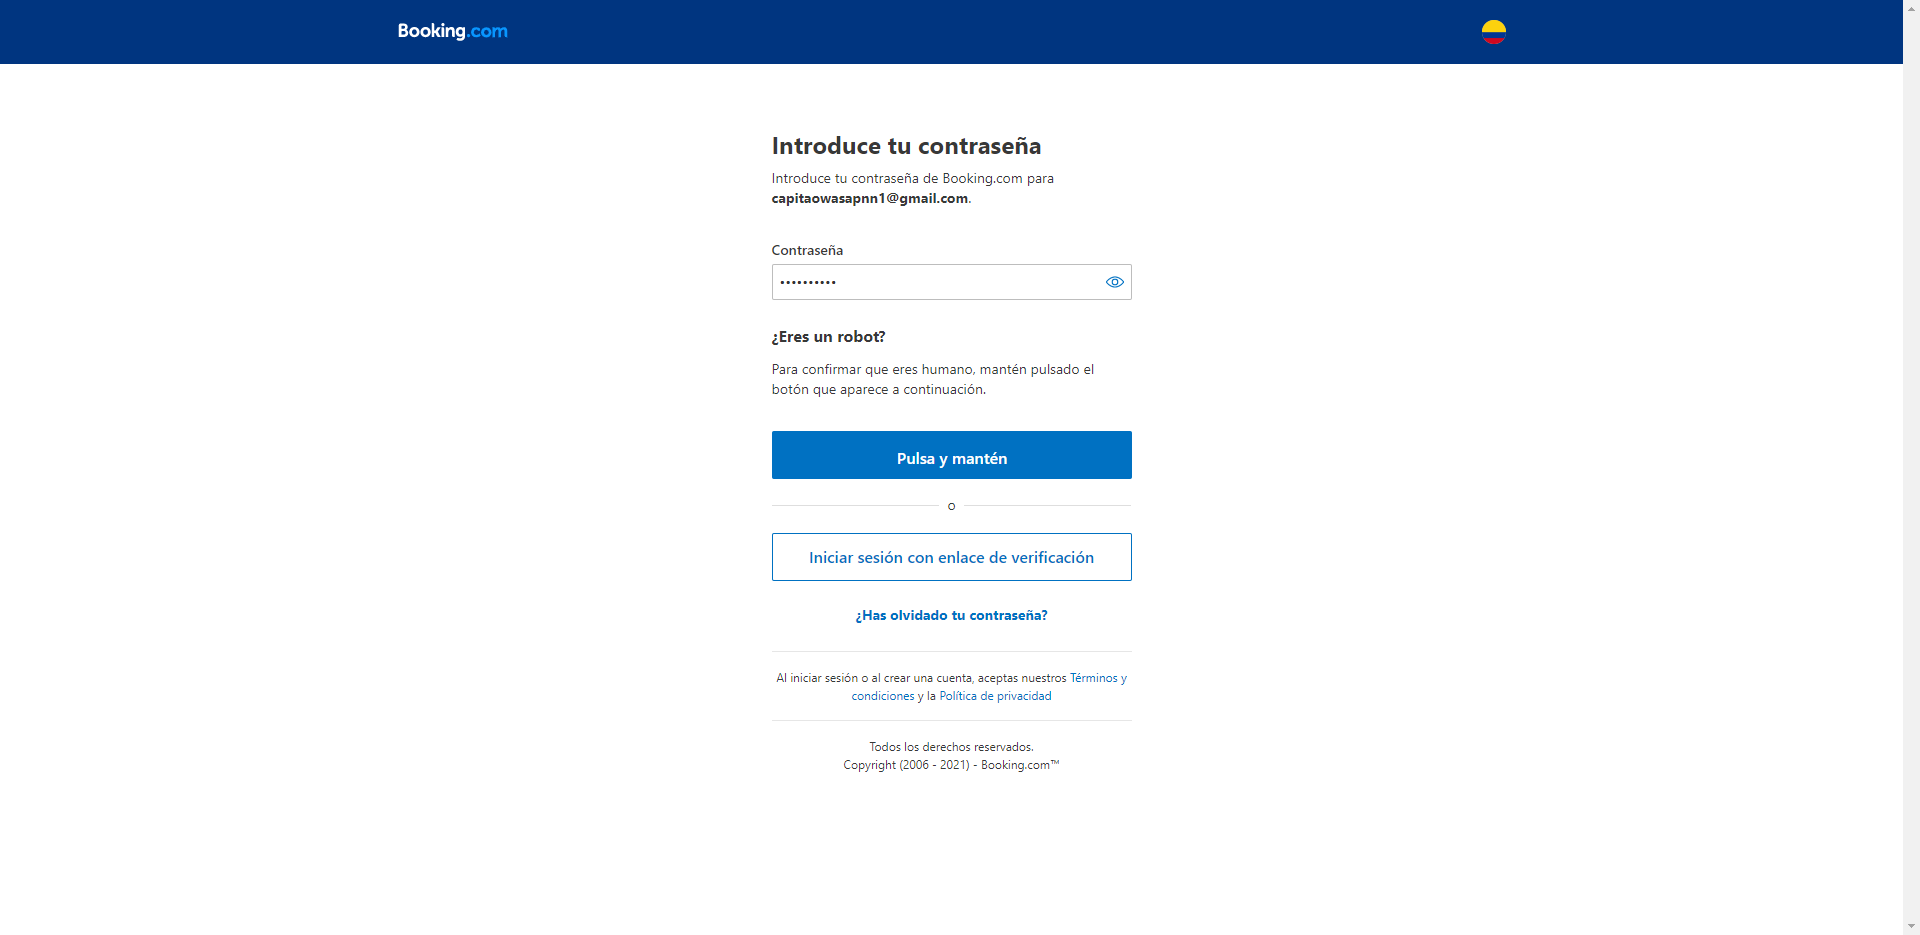 Booking.com
Introduce tu contraseña
Introduce tu contraseña de Booking.com para
capitaowasapnn1@gmail.com.
Contraseña
••••••••••
¿Eres un robot?
Para confirmar que eres humano, mantén pulsado el
botón que aparece a continuación.
Pulsa y mantén
o
Iniciar sesión con enlace de verificación
¿Has olvidado tu contraseña?
Al iniciar sesión o al crear una cuenta, aceptas nuestros Términos y
condiciones y la Política de privacidad
Todos los derechos reservados.
Copyright (2006 - 2021) - Booking.com™